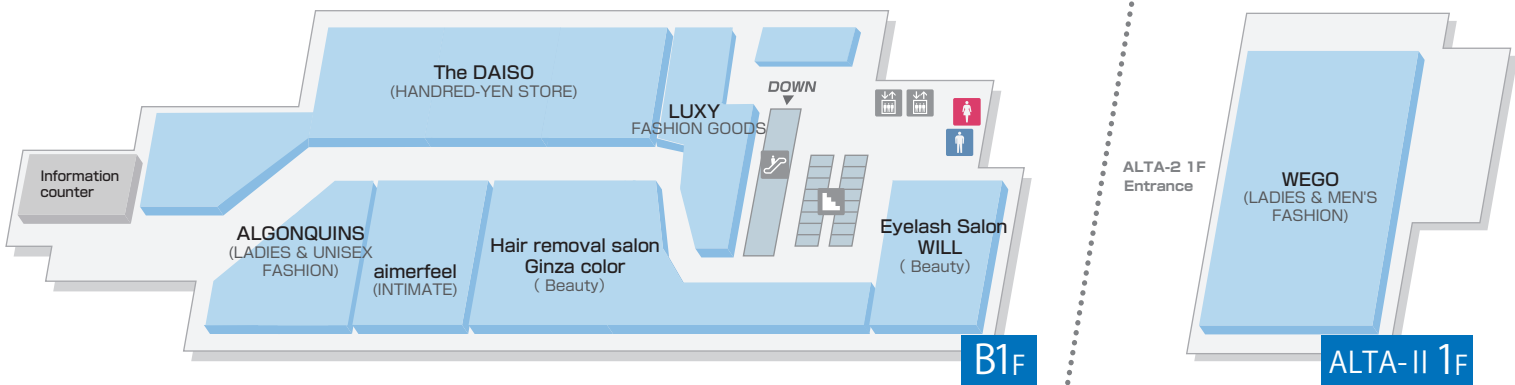 The DAISO
(HANDRED-YEN STORE)
LUXY
FASHION GOODS
DOWN
Information
counter
ALGONQUINS
(LADIES & UNISEX
FASHION)
aimerfeel
(INTIMATE)
Hair removal salon
Ginza color
( Beauty)
Eyelash Salon
WILL
( Beauty)
B1F
ALTA-2 1F
Entrance
WEGO
(LADIES & MEN'S
FASHION)
ALTA-II 1F